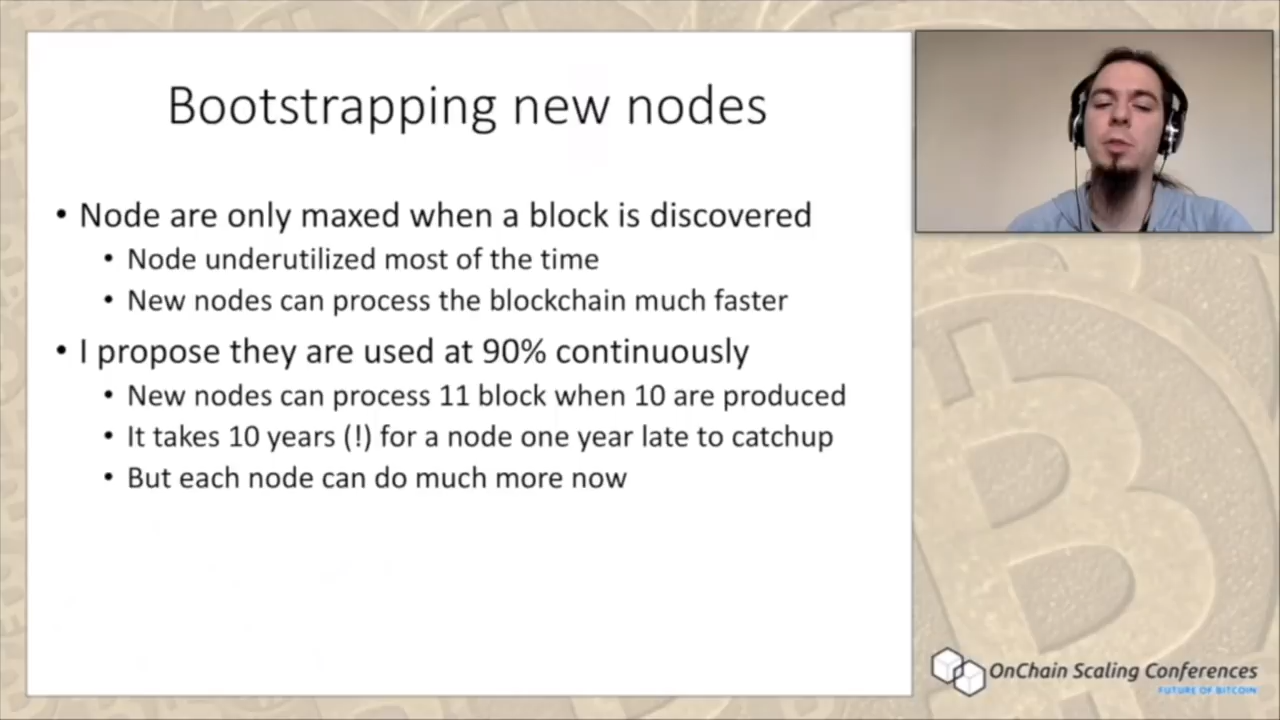 Bootstrapping new nodes
• Node are only maxed when a block is discovered
• Node underutilized most of the time
• New nodes can process the blockchain much faster
• I propose they are used at 90% continuously
• New nodes can process 11 block when 10 are produced
• It takes 10 years (!) for a node one year late to catchup
• But each node can do much more now
OnChain Scaling Conferences
FUTURE OF BITCOIN